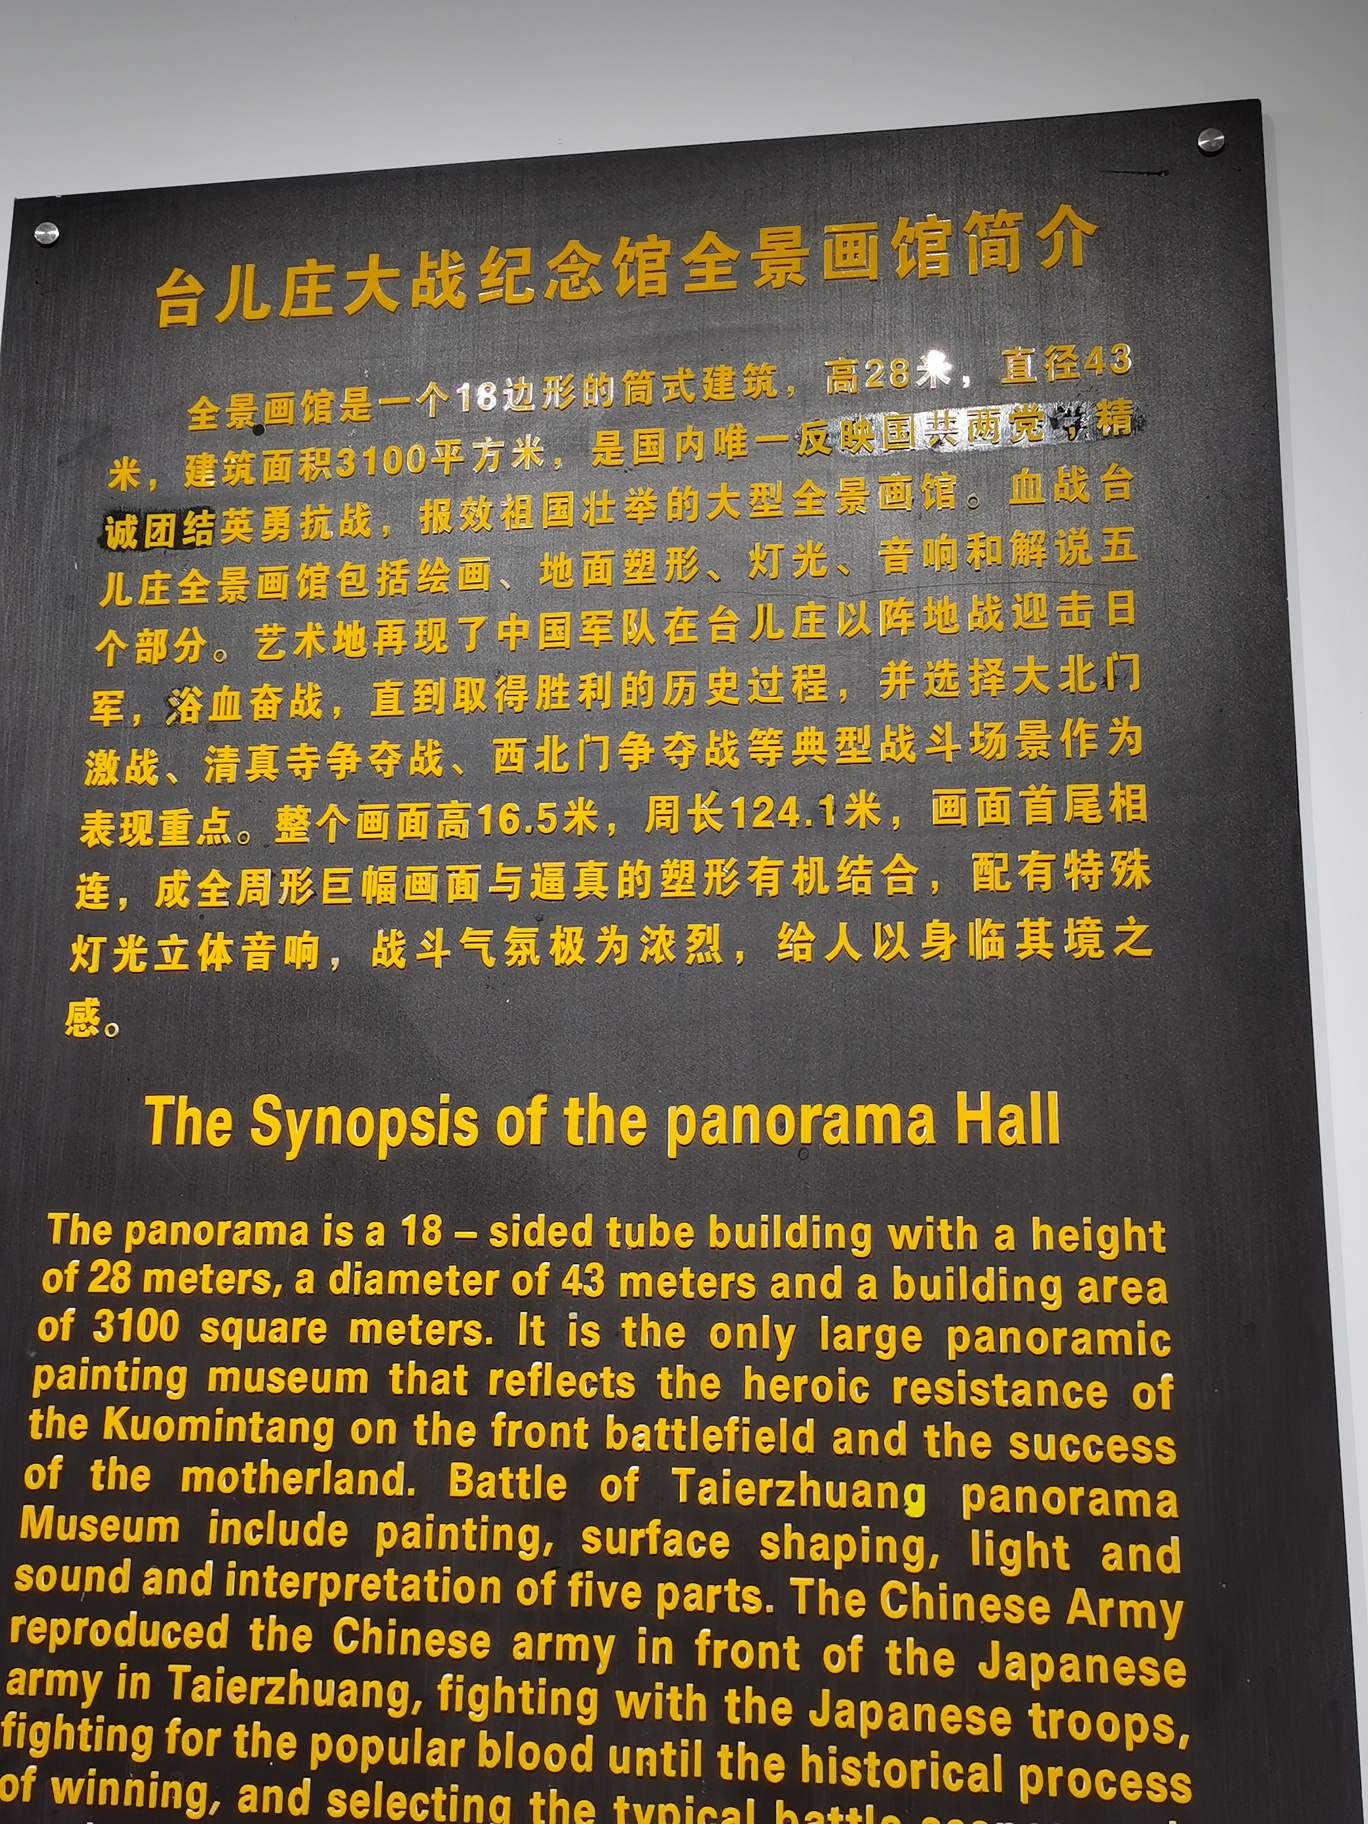 台儿庄大战纪念馆全景画馆简介
全景画馆是一个18边形的筒式建筑，高28米，直径43
米，建筑面积3100平方米，是国内唯一反映国共两党，精
诚团结英勇抗战，报效祖国壮举的大型全景画馆。血战台
儿庄全景画馆包括绘画、地面塑形、灯光、音响和解说五
个部分。艺术地再现了中国军队在台儿庄以阵地战迎击日
军，浴血奋战，直到取得胜利的历史过程，并选择大北门
激战、清真寺争夺战、西北门争夺战等典型战斗场景作为
表现重点。整个画面高16.5米，周长124.1米，画面首尾相
连，成全周形巨幅画面与逼真的塑形有机结合，配有特殊
灯光立体音响，战斗气氛极为浓烈，给人以身临其境之
感。
The Synopsis of the panorama Hall
The panorama is a 18 – sided tube building with a height
of 28 meters, a diameter of 43 meters and a building area
of 3100 square meters. It is the only large panoramic
painting museum that reflects the heroic resistance of
the Kuomintang on the front battlefield and the success
of the motherland. Battle of Taierzhuang panorama
Museum include painting, surface shaping, light and
sound and interpretation of five parts. The Chinese Army
reproduced the Chinese army in front of the Japanese
army in Taierzhuang, fighting with the Japanese troops,
fighting for the popular blood until the historical process
of winning, and selecting the typical battle